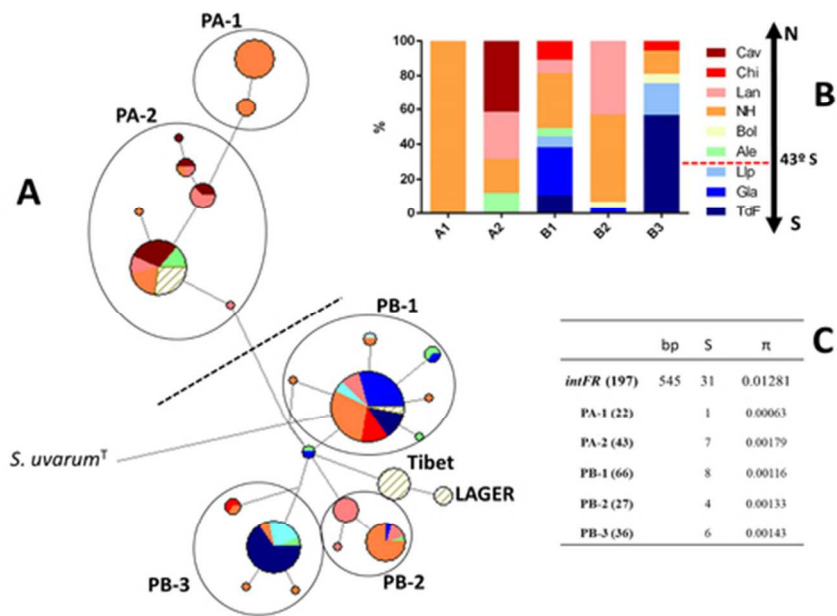 A
PA-1
PA-2
PB-1
S. uvarumᵀ
Tibet
LAGER
PB-3
PB-2
B
100
80
60
40
20
0
%
A1
A2
B1
B2
B3
Cav
Chi
Lan
NH
Bol
Ale
Llp
Gla
TdF
N
43º S
S
C
bp S π
intFR (197) 545 31 0.01281
PA-1 (22) 1 0.00063
PA-2 (43) 7 0.00179
PB-1 (66) 8 0.00116
PB-2 (27) 4 0.00133
PB-3 (36) 6 0.00143